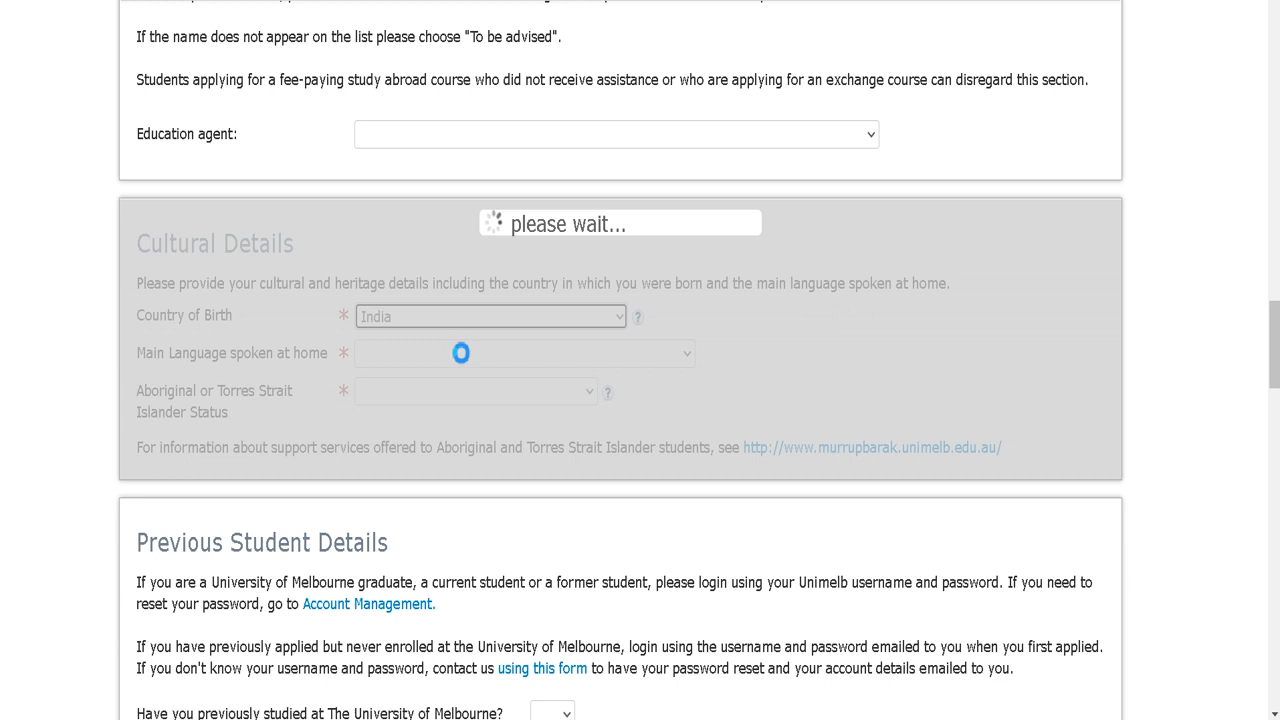 If the name does not appear on the list please choose "To be advised".
Students applying for a fee-paying study abroad course who did not receive assistance or who are applying for an exchange course can disregard this section.
Education agent:
please wait...
Cultural Details
Please provide your cultural and heritage details including the country in which you were born and the main language spoken at home.
Country of Birth * India ?
Main Language spoken at home *
Aboriginal or Torres Strait * ?
Islander Status
For information about support services offered to Aboriginal and Torres Strait Islander students, see http://www.murrupbarak.unimelb.edu.au/
Previous Student Details
If you are a University of Melbourne graduate, a current student or a former student, please login using your Unimelb username and password. If you need to
reset your password, go to Account Management.
If you have previously applied but never enrolled at the University of Melbourne, login using the username and password emailed to you when you first applied.
If you don't know your username and password, contact us using this form to have your password reset and your account details emailed to you.
Have you previously studied at The University of Melbourne?